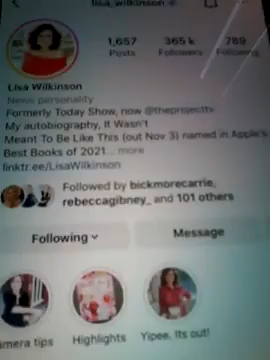 lisa_wilkinson
1,657 365k 789
Posts Followers Following
Lisa Wilkinson
News personality
Formerly Today Show, now @theprojecttv
My autobiography, It Wasn't
Meant To Be Like This (out Nov 3) named in Apple's
Best Books of 2021... more
linktr.ee/LisaWilkinson
Followed by bickmorecarrie,
rebeccagibney_ and 101 others
Following Message
amera tips Highlights Yipee. Its out!